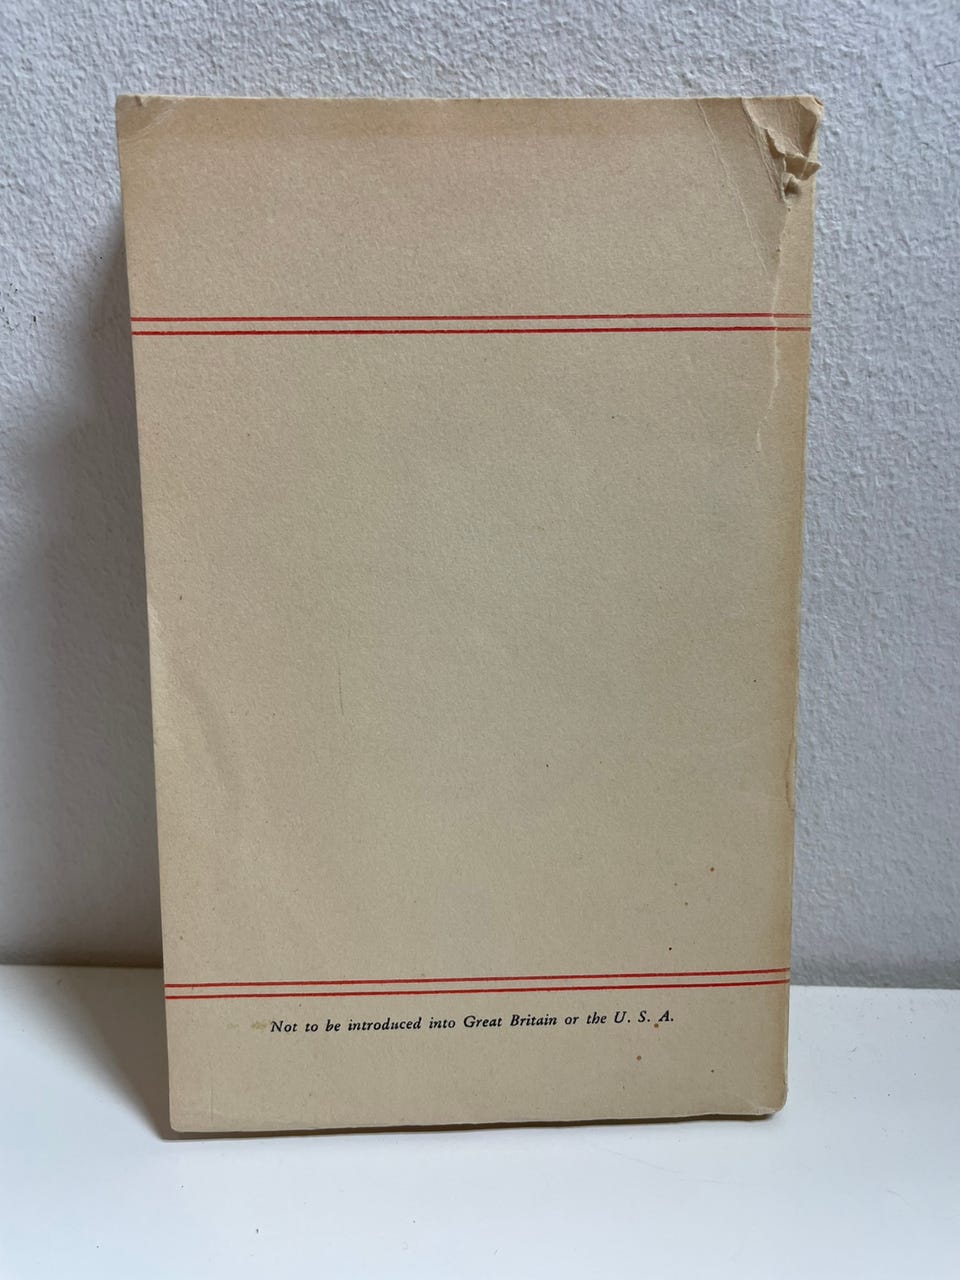 Not to be introduced into Great Britain or the U. S. A.